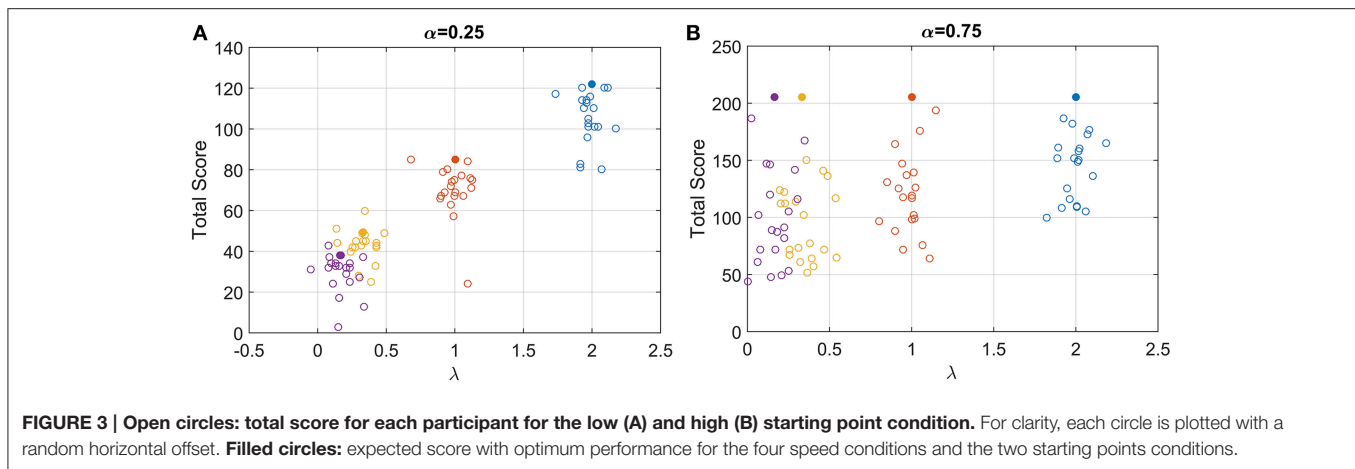 A
α=0.25
140
120
100
80
60
40
20
0
Total Score
-0.5 0 0.5 1 1.5 2 2.5
λ
B
α=0.75
250
200
150
100
50
0
Total Score
0 0.5 1 1.5 2 2.5
λ
FIGURE 3 | Open circles: total score for each participant for the low (A) and high (B) starting point condition. For clarity, each circle is plotted with a
random horizontal offset. Filled circles: expected score with optimum performance for the four speed conditions and the two starting points conditions.